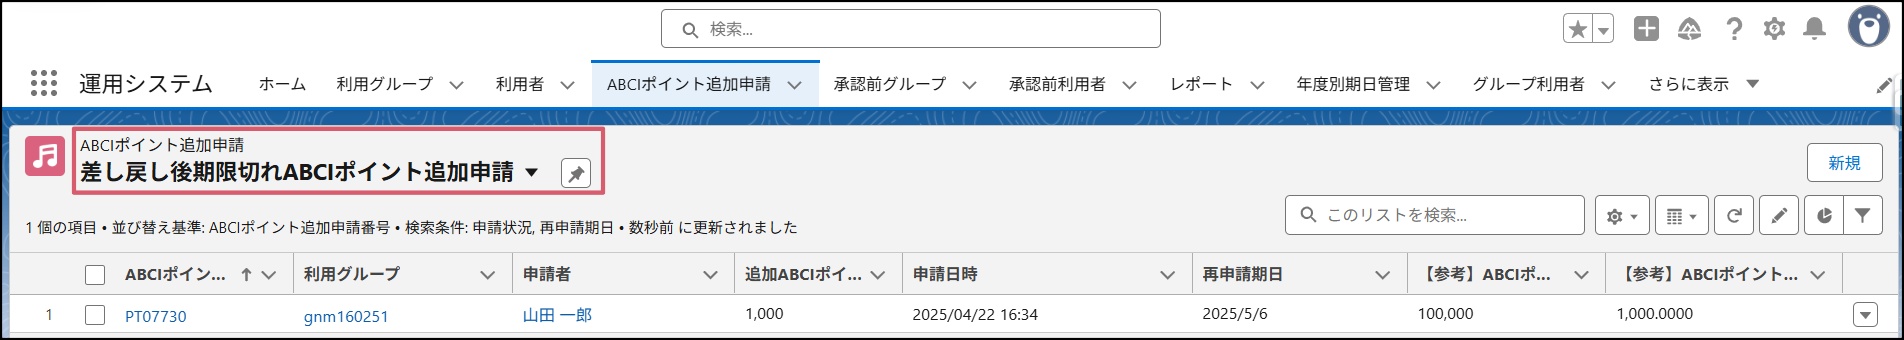 検索...
運用システム ホーム 利用グループ 利用者 ABCIポイント追加申請 承認前グループ 承認前利用者 レポート 年度別期日管理 グループ利用者 さらに表示
ABCIポイント追加申請
差し戻し後期限切れABCIポイント追加申請
新規
1 個の項目 • 並び替え基準: ABCIポイント追加申請番号 • 検索条件: 申請状況, 再申請期日 • 数秒前 に更新されました
このリストを検索...
ABCIポイン... 利用グループ 申請者 追加ABCIポイ... 申請日時 再申請期日 【参考】ABCIポ... 【参考】ABCIポイント...
1 PT07730 gnm160251 山田 一郎 1,000 2025/04/22 16:34 2025/5/6 100,000 1,000.0000